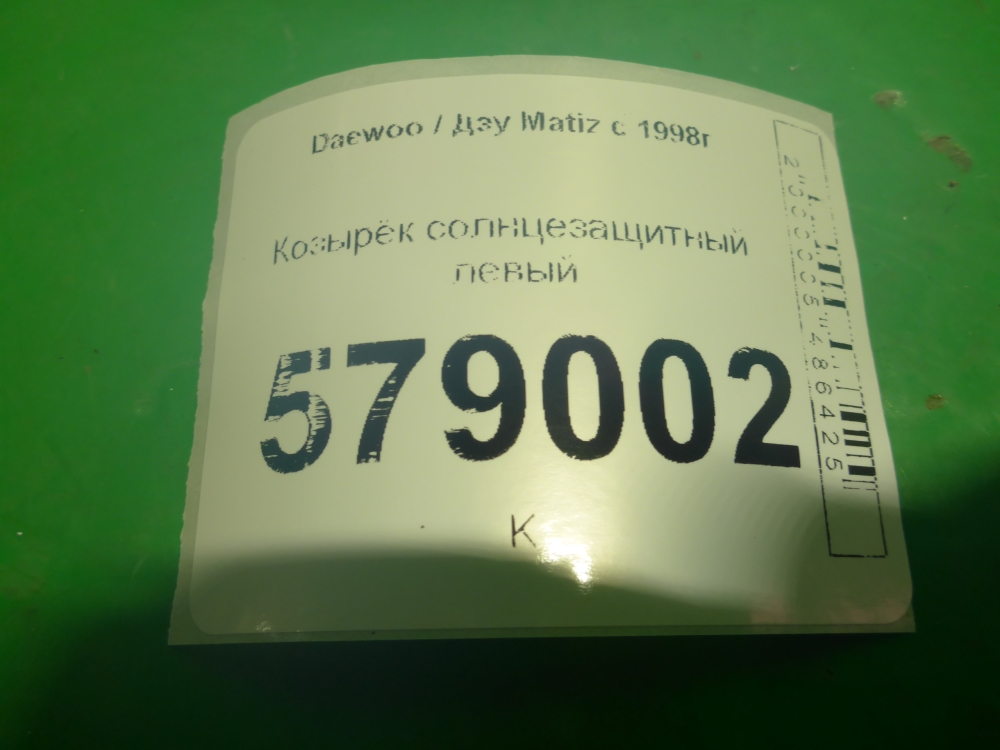 Daewoo / Дэу Matiz с 1998г
Козырёк солнцезащитный
левый
579002
К